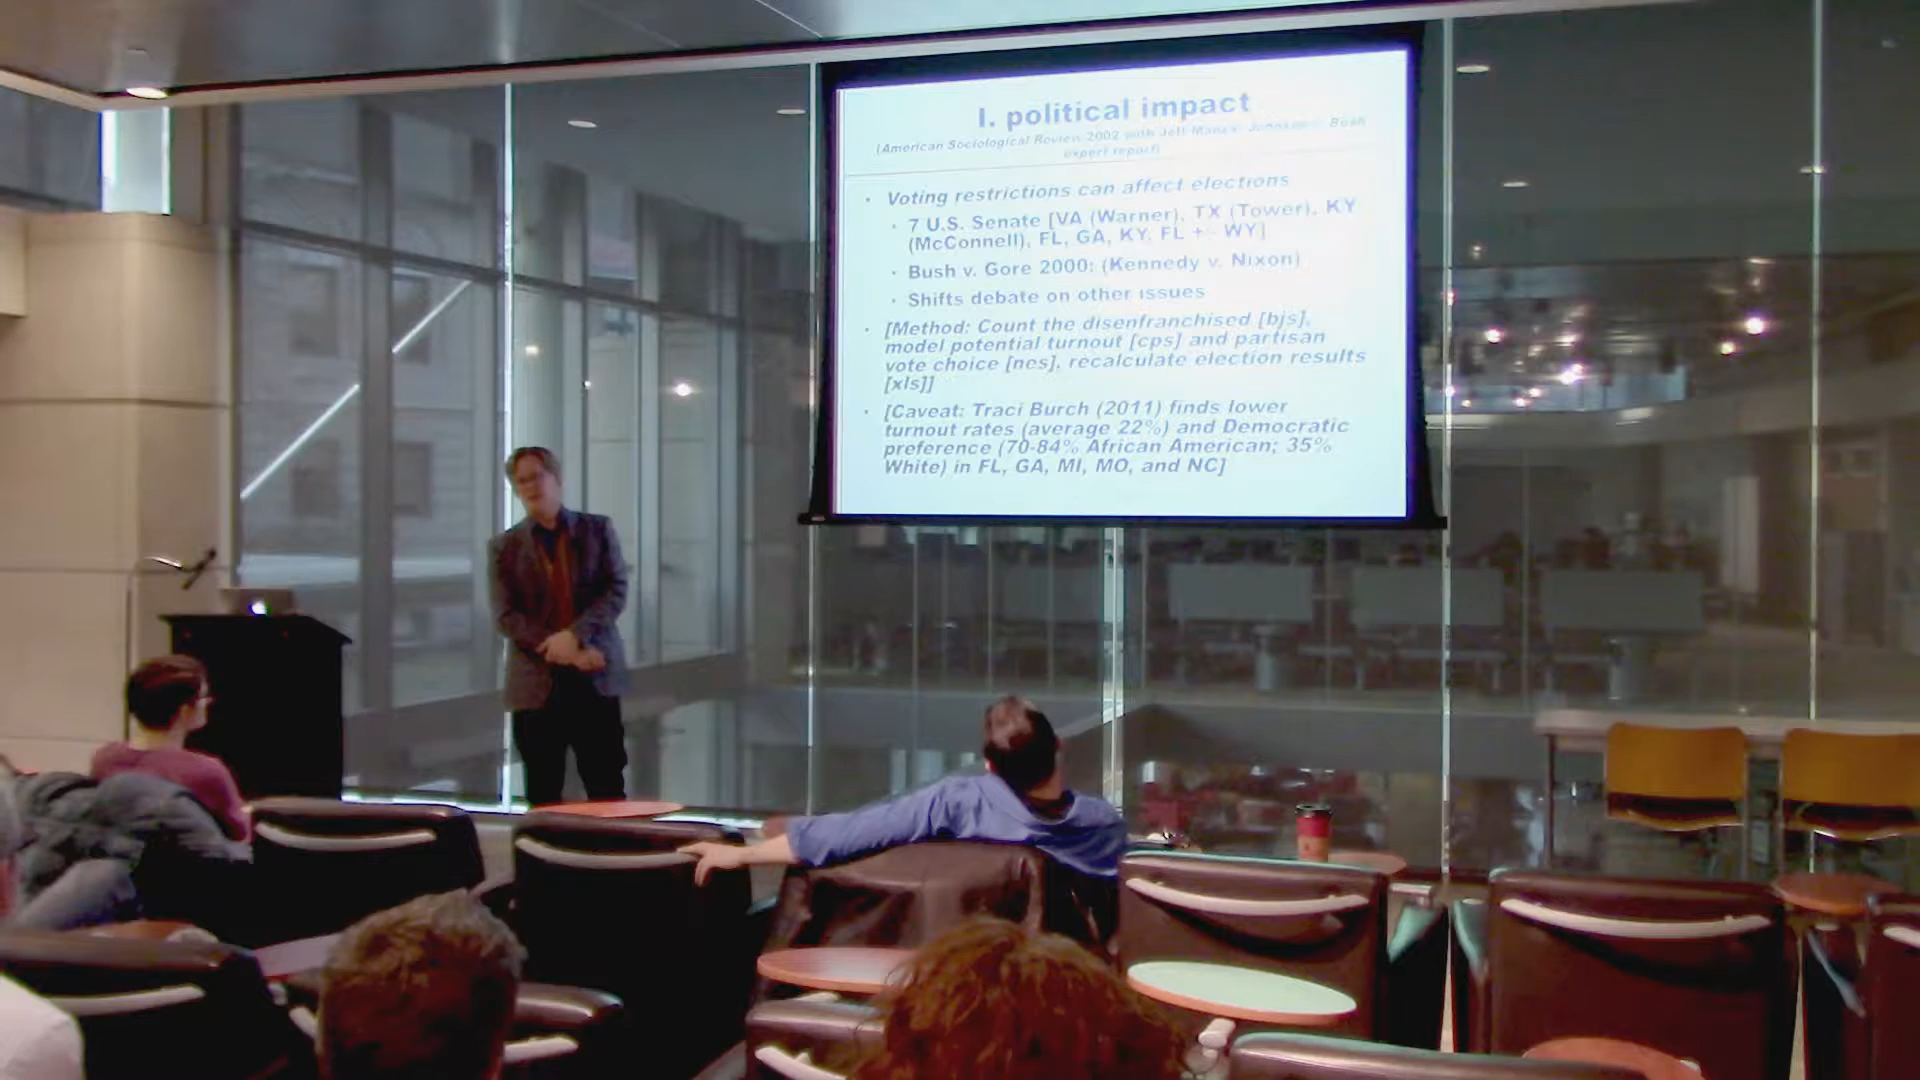 I. political impact
(American Sociological Review 2002 with Jeff Manza; Johnson v. Bush
expert report)
• Voting restrictions can affect elections
• 7 U.S. Senate [VA (Warner), TX (Tower), KY
(McConnell), FL, GA, KY, FL +- WY]
• Bush v. Gore 2000; (Kennedy v. Nixon)
• Shifts debate on other issues
• [Method: Count the disenfranchised [bjs],
model potential turnout [cps] and partisan
vote choice [nes], recalculate election results
[xls]]
• [Caveat: Traci Burch (2011) finds lower
turnout rates (average 22%) and Democratic
preference (70-84% African American; 35%
White) in FL, GA, MI, MO, and NC]